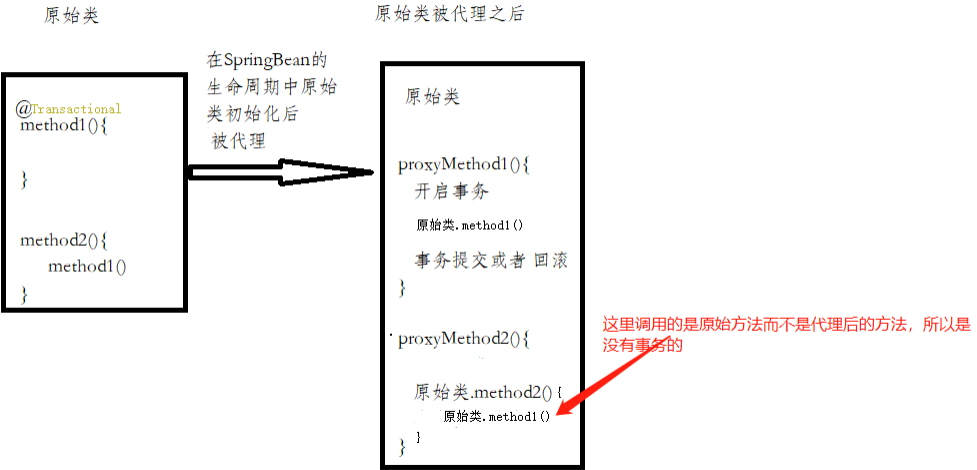 原始类
@Transactional
method1(){
}
method2(){
method1()
}
在SpringBean的
生命周期中原始
类初始化后
被代理
原始类被代理之后
原始类
proxyMethod1(){
开启事务
原始类.method1()
事务提交或者 回滚
}
proxyMethod2(){
原始类.method2(){
原始类.method1()
}
}
这里调用的是原始方法而不是代理后的方法，所以是
没有事务的